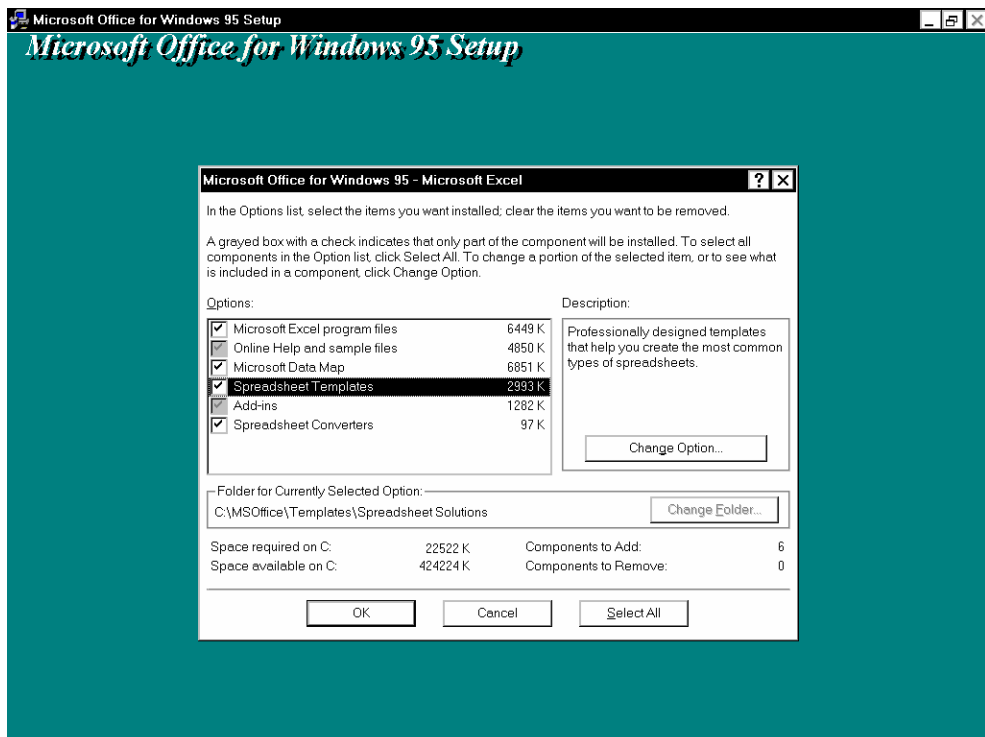 Microsoft Office for Windows 95 Setup
Microsoft Office for Windows 95 Setup
Microsoft Office for Windows 95 - Microsoft Excel
In the Options list, select the items you want installed; clear the items you want to be removed.
A grayed box with a check indicates that only part of the component will be installed. To select all
components in the Option list, click Select All. To change a portion of the selected item, or to see what
is included in a component, click Change Option.
Options:
Microsoft Excel program files 6449 K
Online Help and sample files 4850 K
Microsoft Data Map 6851 K
Spreadsheet Templates 2993 K
Add-ins 1282 K
Spreadsheet Converters 97 K
Description:
Professionally designed templates
that help you create the most common
types of spreadsheets.
Change Option...
Folder for Currently Selected Option:
C:\MSOffice\Templates\Spreadsheet Solutions
Change Folder...
Space required on C: 22522 K
Space available on C: 424224 K
Components to Add: 6
Components to Remove: 0
OK
Cancel
Select All